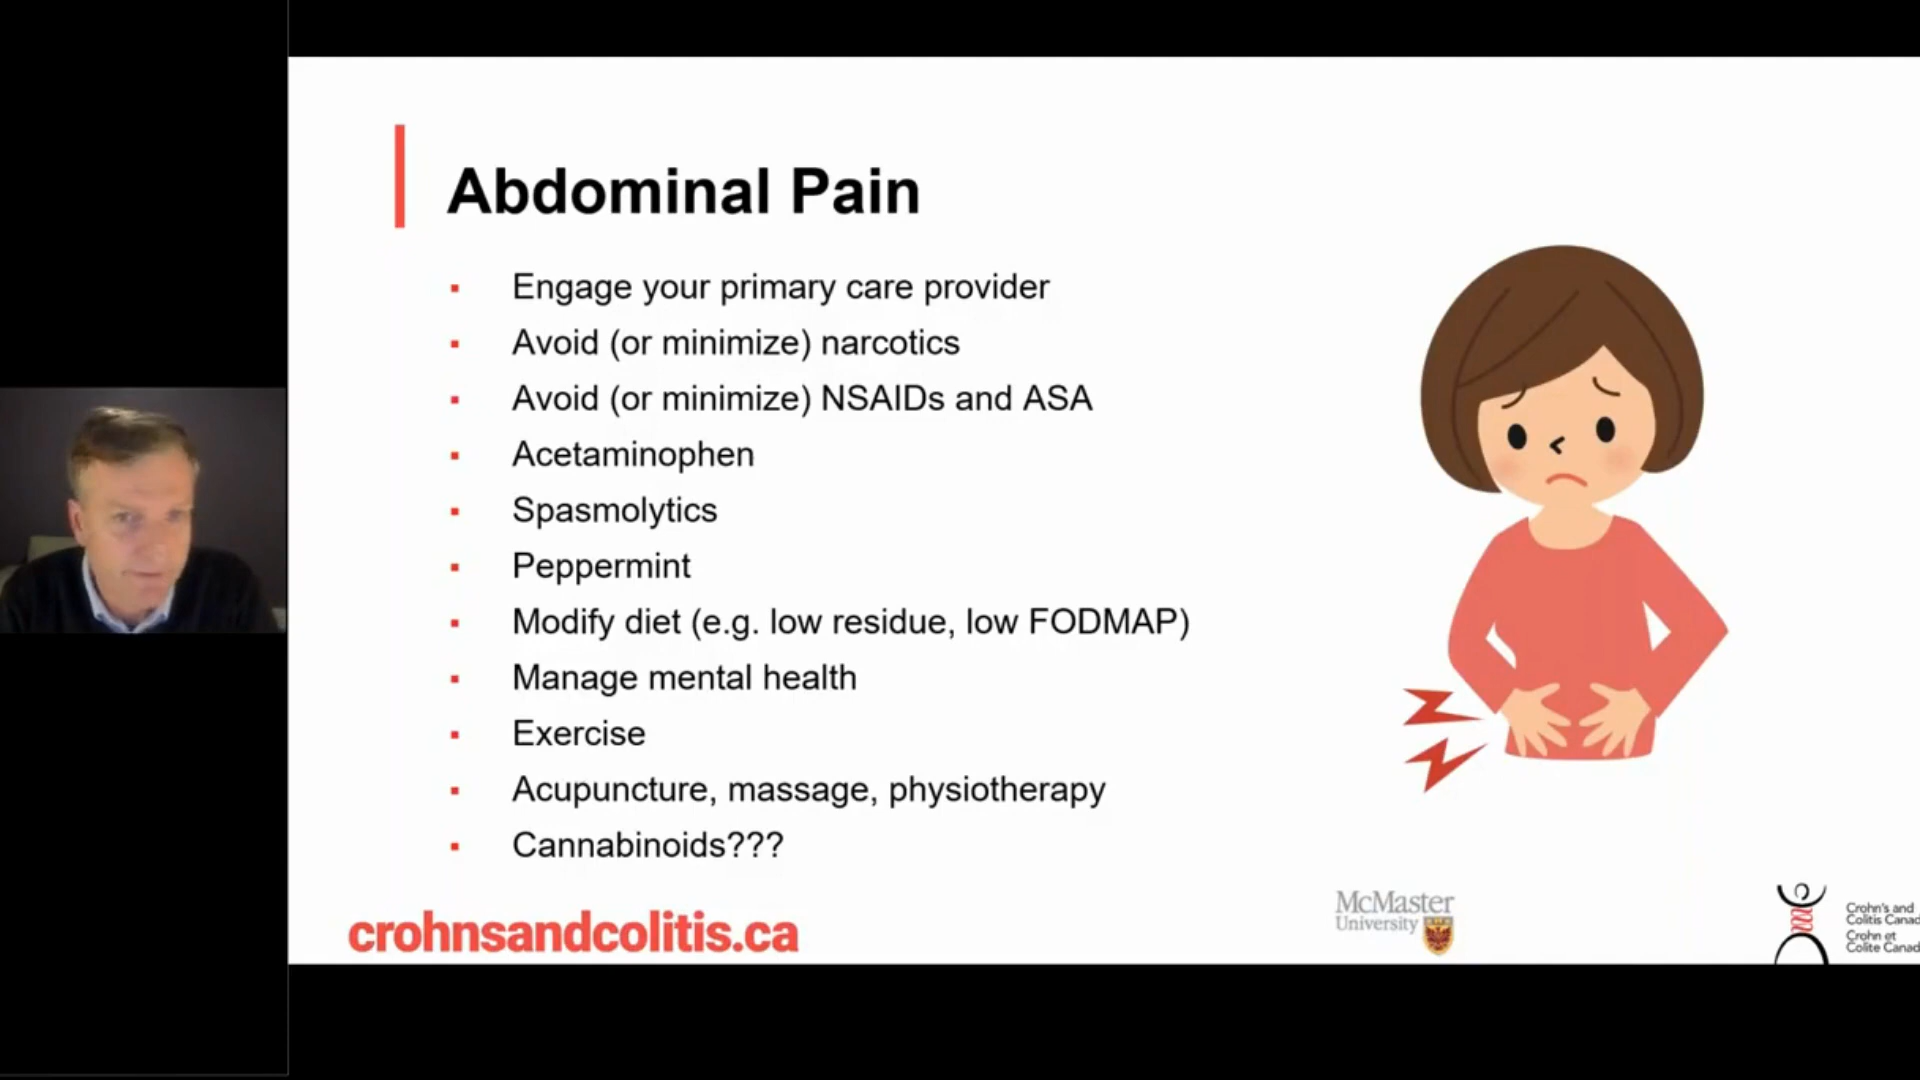 Abdominal Pain
▪ Engage your primary care provider
▪ Avoid (or minimize) narcotics
▪ Avoid (or minimize) NSAIDs and ASA
▪ Acetaminophen
▪ Spasmolytics
▪ Peppermint
▪ Modify diet (e.g. low residue, low FODMAP)
▪ Manage mental health
▪ Exercise
▪ Acupuncture, massage, physiotherapy
▪ Cannabinoids???
crohnsandcolitis.ca
McMaster
University
Crohn's and
Colitis Canad
Crohn et
Colite Canad